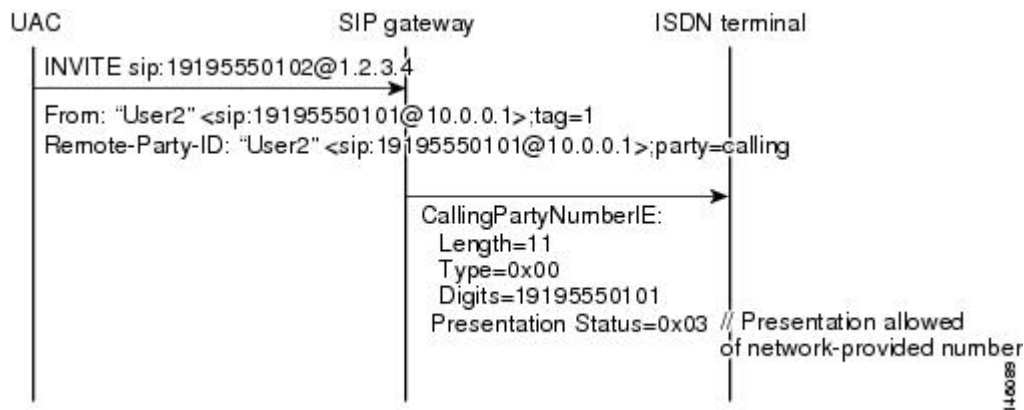 UAC
SIP gateway
ISDN terminal
INVITE sip:19195550102@1.2.3.4
From: “User2” <sip:19195550101@10.0.0.1>;tag=1
Remote-Party-ID: “User2” <sip:19195550101@10.0.0.1>;party=calling
CallingPartyNumberIE:
Length=11
Type=0x00
Digits=19195550101
Presentation Status=0x03 // Presentation allowed
of network-provided number